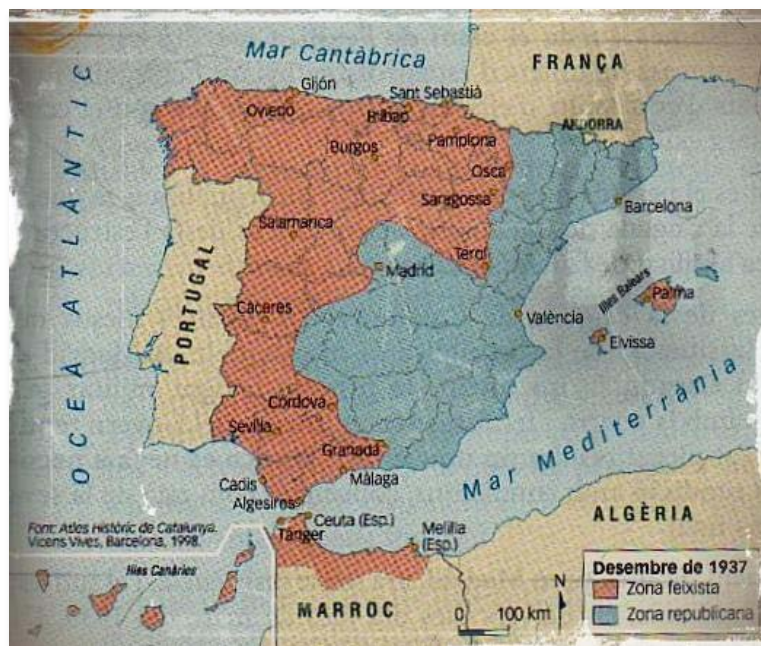 Mar Cantàbrica
FRANÇA
OCEÀ ATLÀNTIC
Gijón
Sant Sebastià
Oviedo
Bilbao
ANDORRA
Pamplona
Burgos
Osca
Saragossa
Barcelona
Salamanca
Terol
Madrid
Illes Balears
Palma
PORTUGAL
Càceres
València
Eivissa
Mar Mediterrània
Còrdova
Sevilla
Granada
Màlaga
Cadis
Algesires
ALGÈRIA
Font: Atles Històric de Catalunya.
Vicens Vives, Barcelona, 1998.
Ceuta (Esp.)
Tànger
Melilla
(Esp.)
Illes Canàries
MARROC
N
0 100 km
Desembre de 1937
Zona feixista
Zona republicana